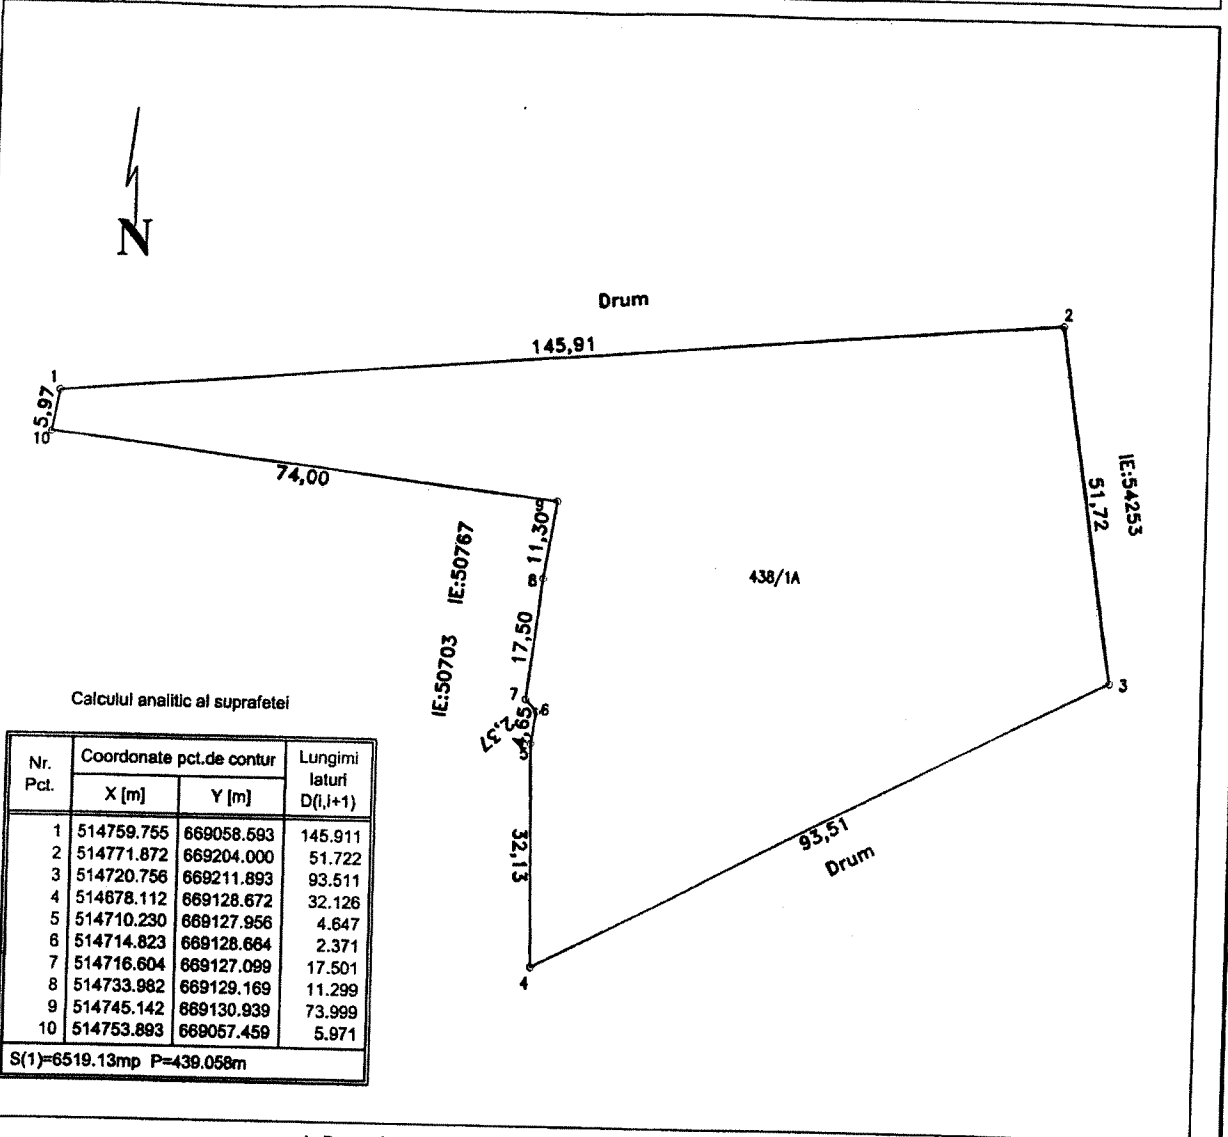 N
Drum
145,91
2
1
5,97
10
74,00
9
11,30
8
17,50
7
6
4,65
2,37
5
32,13
4
93,51
Drum
3
51,72
IE:54253
438/1A
IE:50767
IE:50703
Calculul analitic al suprafetei
Nr. Pct. Coordonate pct.de contur Lungimi laturi D(i,i+1)
X [m] Y [m]
1 514759.755 669058.593 145.911
2 514771.872 669204.000 51.722
3 514720.756 669211.893 93.511
4 514678.112 669128.672 32.126
5 514710.230 669127.956 4.647
6 514714.823 669128.664 2.371
7 514716.604 669127.099 17.501
8 514733.982 669129.169 11.299
9 514745.142 669130.939 73.999
10 514753.893 669057.459 5.971
S(1)=6519.13mp P=439.058m